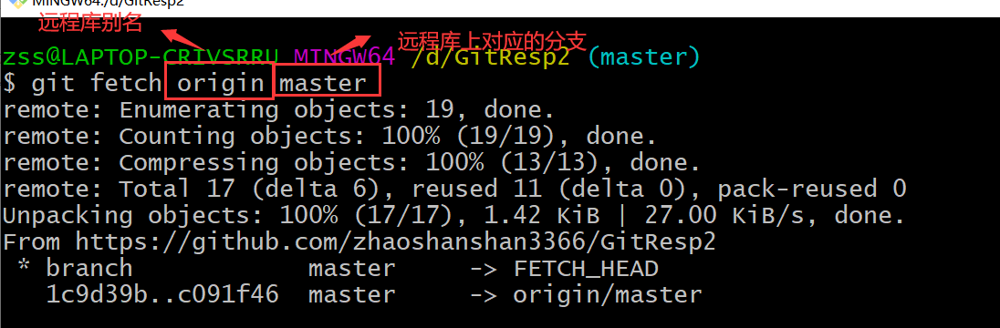 MINGW64:/d/GitResp2
远程库别名
远程库上对应的分支
zss@LAPTOP-CRIVSRRU MINGW64 /d/GitResp2 (master)
$ git fetch origin master
remote: Enumerating objects: 19, done.
remote: Counting objects: 100% (19/19), done.
remote: Compressing objects: 100% (13/13), done.
remote: Total 17 (delta 6), reused 11 (delta 0), pack-reused 0
Unpacking objects: 100% (17/17), 1.42 KiB | 27.00 KiB/s, done.
From https://github.com/zhaoshanshan3366/GitResp2
 * branch            master     -> FETCH_HEAD
   1c9d39b..c091f46  master     -> origin/master